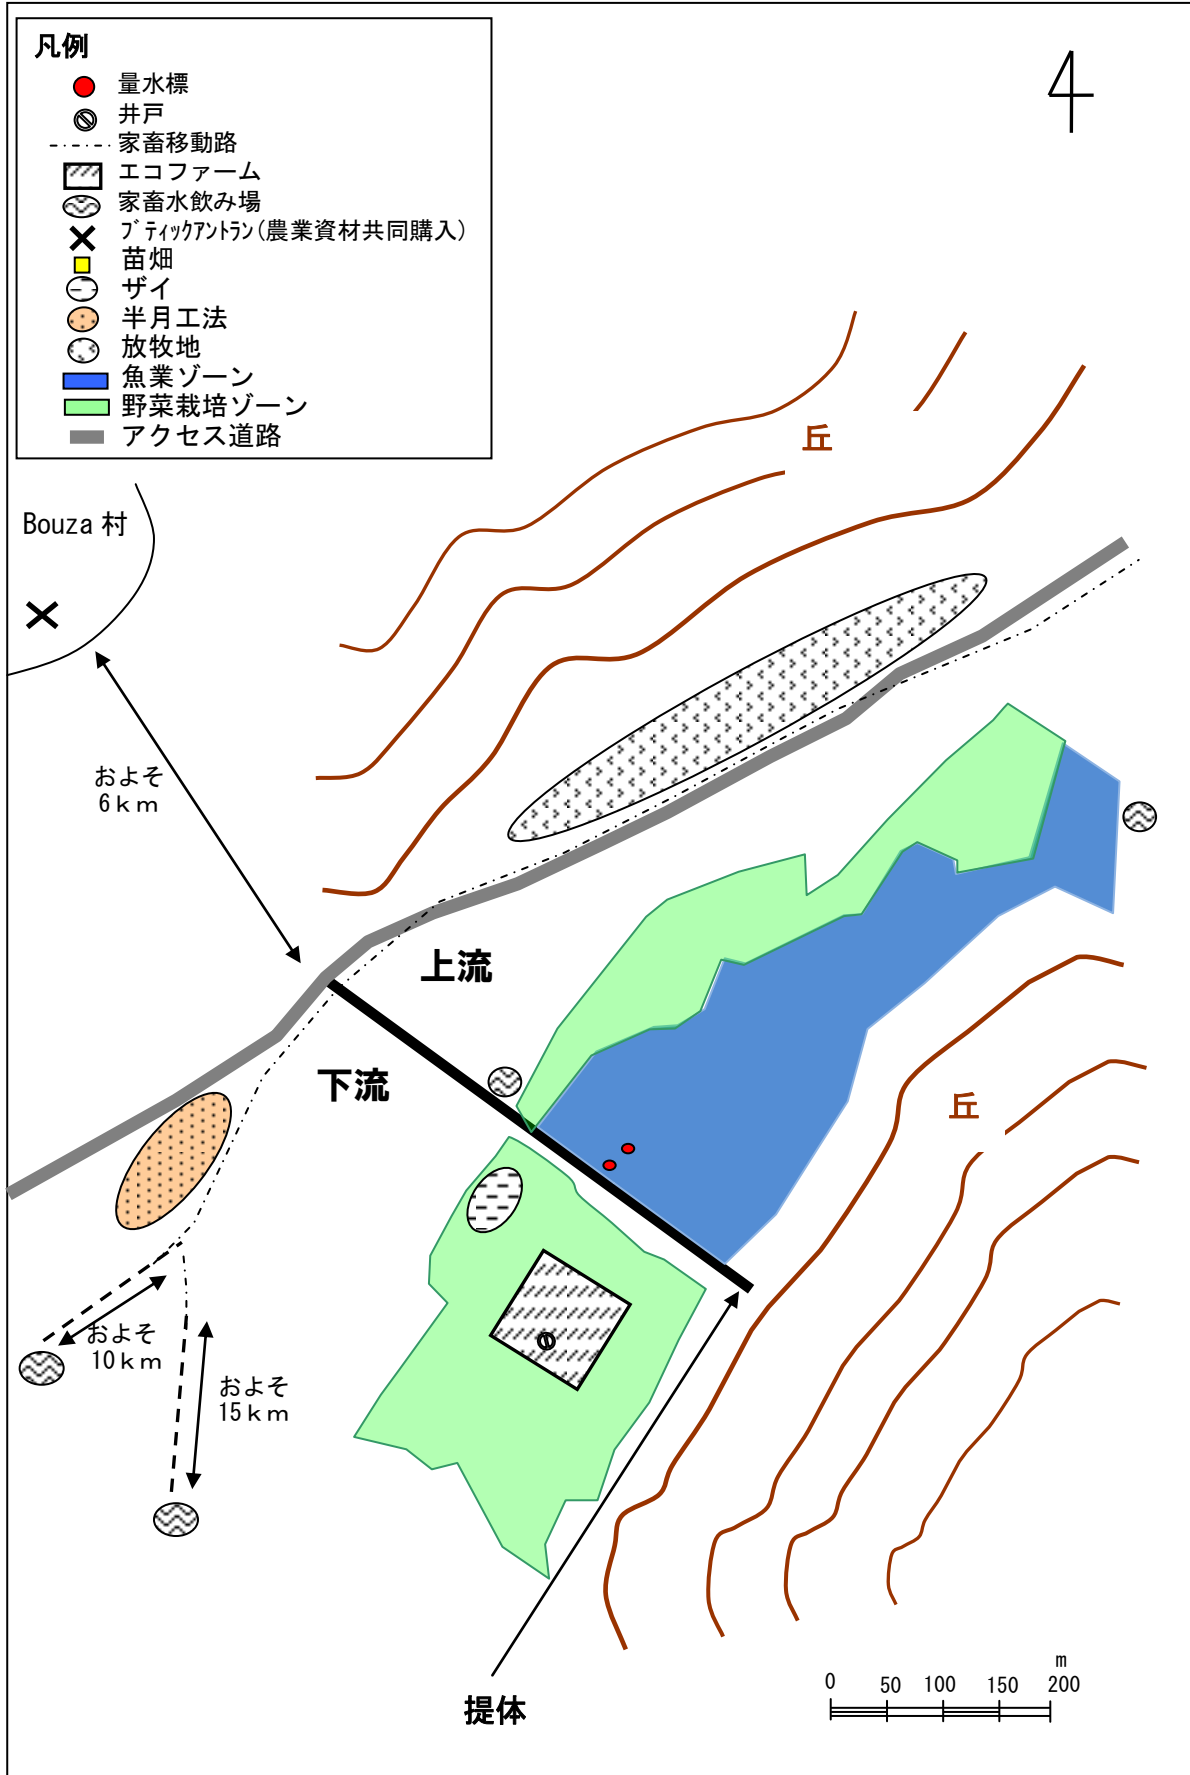 凡例
量水標
井戸
家畜移動路
エコファーム
家畜水飲み場
ﾌﾞﾃｨｯｸｱﾝﾄﾗﾝ(農業資材共同購入)
苗畑
ザイ
半月工法
放牧地
魚業ゾーン
野菜栽培ゾーン
アクセス道路
丘
Bouza 村
およそ
6ｋｍ
上流
下流
丘
およそ
10ｋｍ
およそ
15ｋｍ
提体
m
0 50 100 150 200